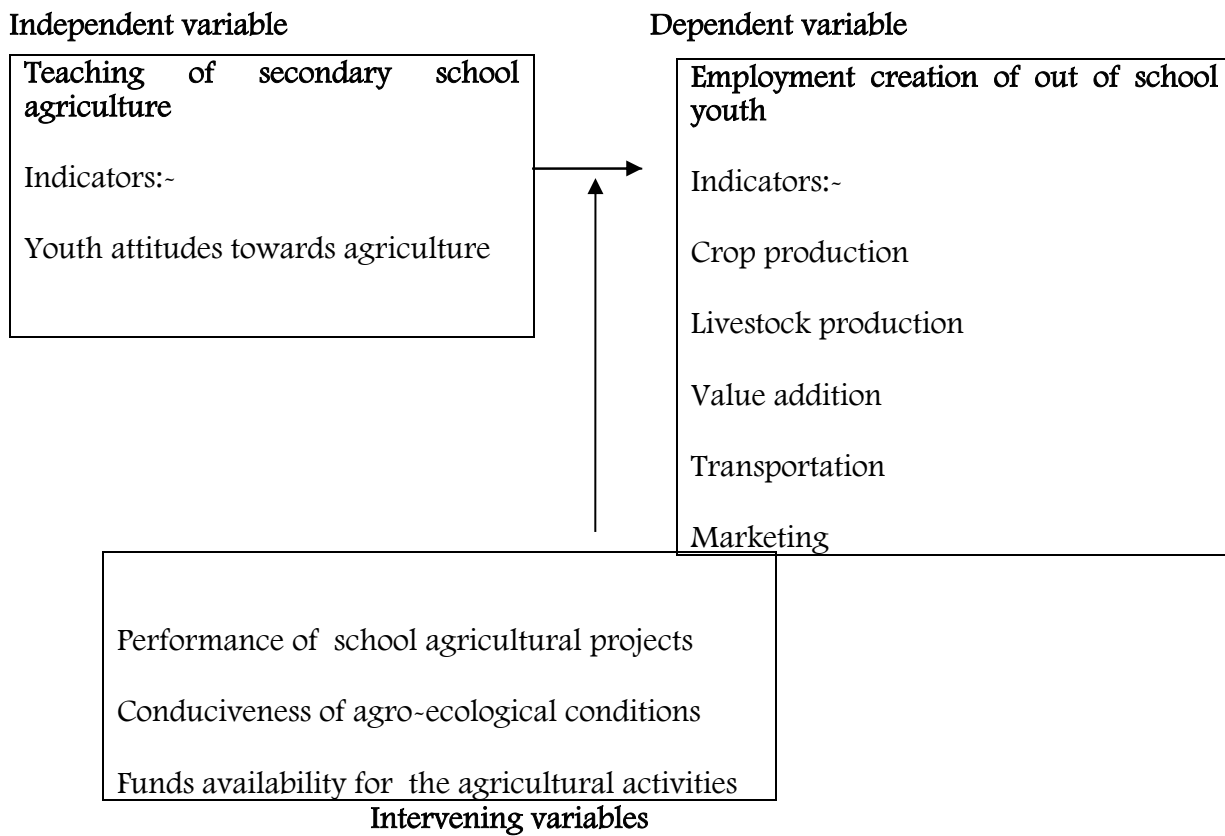 Independent variable
Teaching of secondary school
agriculture
Indicators:-
Youth attitudes towards agriculture
Dependent variable
Employment creation of out of school
youth
Indicators:-
Crop production
Livestock production
Value addition
Transportation
Marketing
Performance of school agricultural projects
Conduciveness of agro-ecological conditions
Funds availability for the agricultural activities
Intervening variables